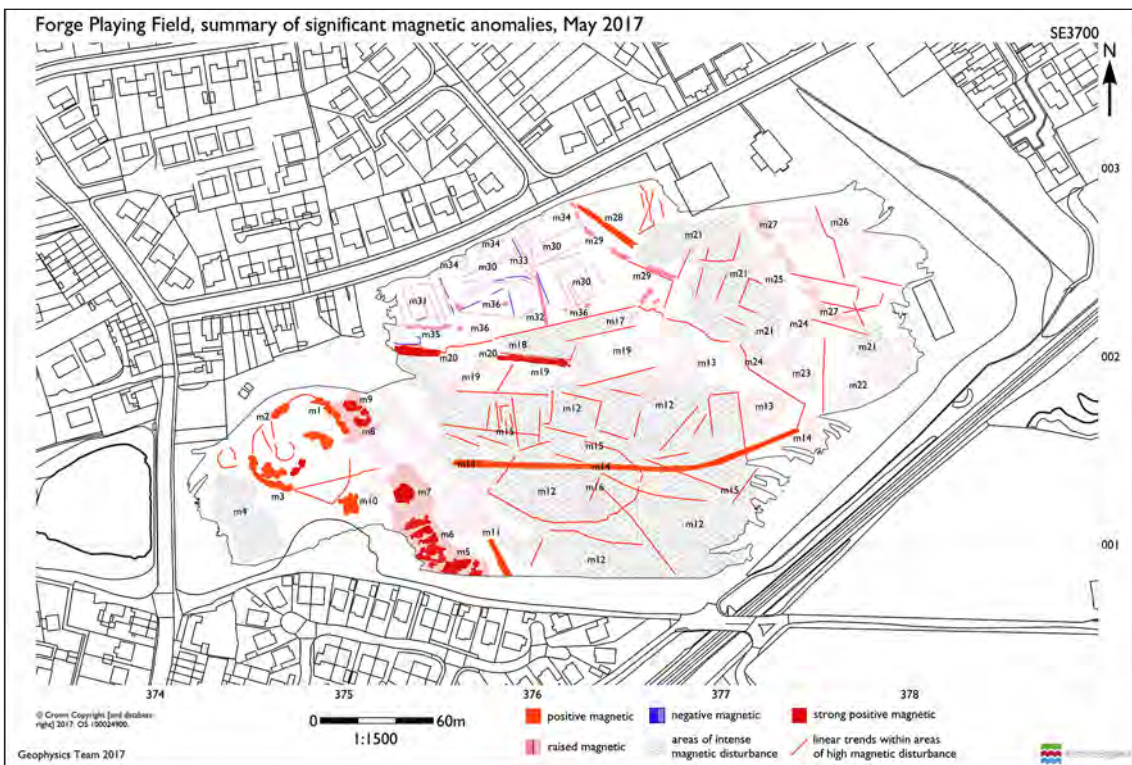 Forge Playing Field, summary of significant magnetic anomalies, May 2017
SE3700
N
003
m34
m28
m27
m26
m34
m33
m29
m21
m30
m34
m30
m29
m21
m25
m30
m31
m36
m36
m27
m32
m17
m24
m35
m36
m21
m18
m20
m20
m19
m21
002
m19
m13
m24
m19
m23
m22
m9
m2
m1
m12
m12
m13
m8
m15
m14
m15
m14
m3
m7
m12
m16
m15
m10
m4
m12
m6
m11
001
m5
m12
374
375
376
377
378
© Crown Copyright [and database
right] 2017. OS 100024900.
0
60m
1:1500
positive magnetic
negative magnetic
strong positive magnetic
raised magnetic
areas of intense
magnetic disturbance
linear trends within areas
of high magnetic disturbance
Geophysics Team 2017